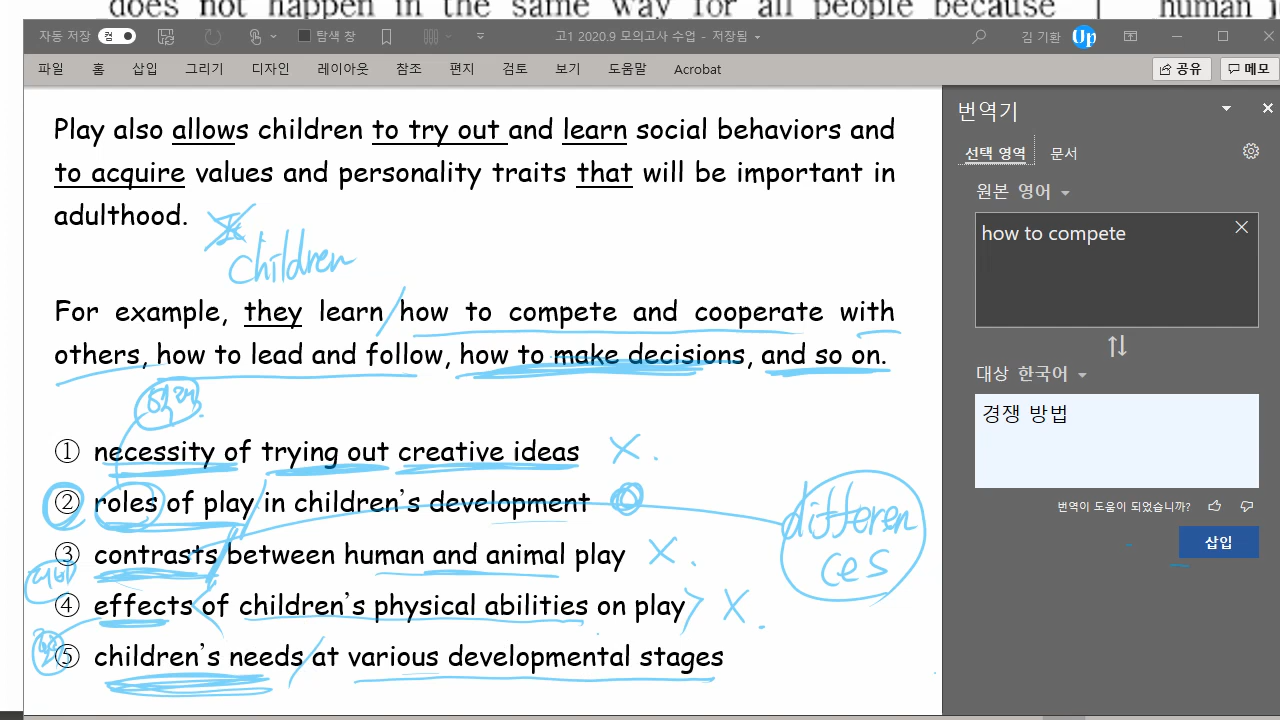 does not happen in the same way for all people because
human i
자동 저장 컴 탐색 창 고1 2020.9 모의고사 수업 - 저장됨 김 기환 Up
파일 홈 삽입 그리기 디자인 레이아웃 참조 편지 검토 보기 도움말 Acrobat 공유 메모
Play also allows children to try out and learn social behaviors and
to acquire values and personality traits that will be important in
adulthood.
children
For example, they learn how to compete and cooperate with
others, how to lead and follow, how to make decisions, and so on.
역할
① necessity of trying out creative ideas X.
② roles of play in children's development
differen
ces
③ contrasts between human and animal play X.
④ effects of children's physical abilities on play X.
⑤ children's needs at various developmental stages
번역기
선택 영역 문서
원본 영어
how to compete
대상 한국어
경쟁 방법
번역이 도움이 되었습니까?
삽입